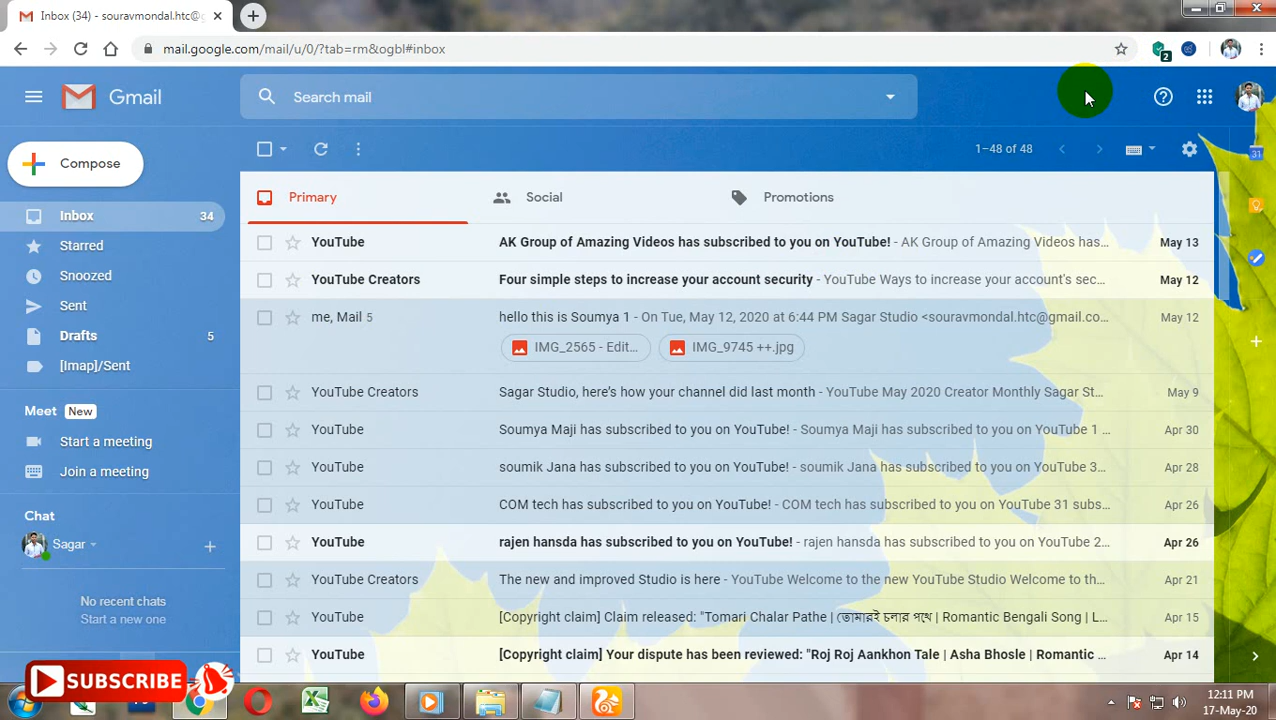 Inbox (34) - souravmondal.htc@g
mail.google.com/mail/u/0/?tab=rm&ogbl#inbox
2
Gmail
Search mail
Compose
1–48 of 48
31
Primary
Social
Promotions
Inbox 34
Starred
Snoozed
Sent
Drafts 5
[Imap]/Sent
Meet New
Start a meeting
Join a meeting
Chat
Sagar
No recent chats
Start a new one
YouTube AK Group of Amazing Videos has subscribed to you on YouTube! - AK Group of Amazing Videos has... May 13
YouTube Creators Four simple steps to increase your account security - YouTube Ways to increase your account's sec... May 12
me, Mail 5 hello this is Soumya 1 - On Tue, May 12, 2020 at 6:44 PM Sagar Studio <souravmondal.htc@gmail.co... May 12
IMG_2565 - Edit... IMG_9745 ++.jpg
YouTube Creators Sagar Studio, here's how your channel did last month - YouTube May 2020 Creator Monthly Sagar St... May 9
YouTube Soumya Maji has subscribed to you on YouTube! - Soumya Maji has subscribed to you on YouTube 1 ... Apr 30
YouTube soumik Jana has subscribed to you on YouTube! - soumik Jana has subscribed to you on YouTube 3... Apr 28
YouTube COM tech has subscribed to you on YouTube! - COM tech has subscribed to you on YouTube 31 subs... Apr 26
YouTube rajen hansda has subscribed to you on YouTube! - rajen hansda has subscribed to you on YouTube 2... Apr 26
YouTube Creators The new and improved Studio is here - YouTube Welcome to the new YouTube Studio Welcome to th... Apr 21
YouTube [Copyright claim] Claim released: "Tomari Chalar Pathe | তোমারই চলার পথে | Romantic Bengali Song | L... Apr 15
YouTube [Copyright claim] Your dispute has been reviewed: "Roj Roj Aankhon Tale | Asha Bhosle | Romantic ... Apr 14
SUBSCRIBE
12:11 PM
17-May-20